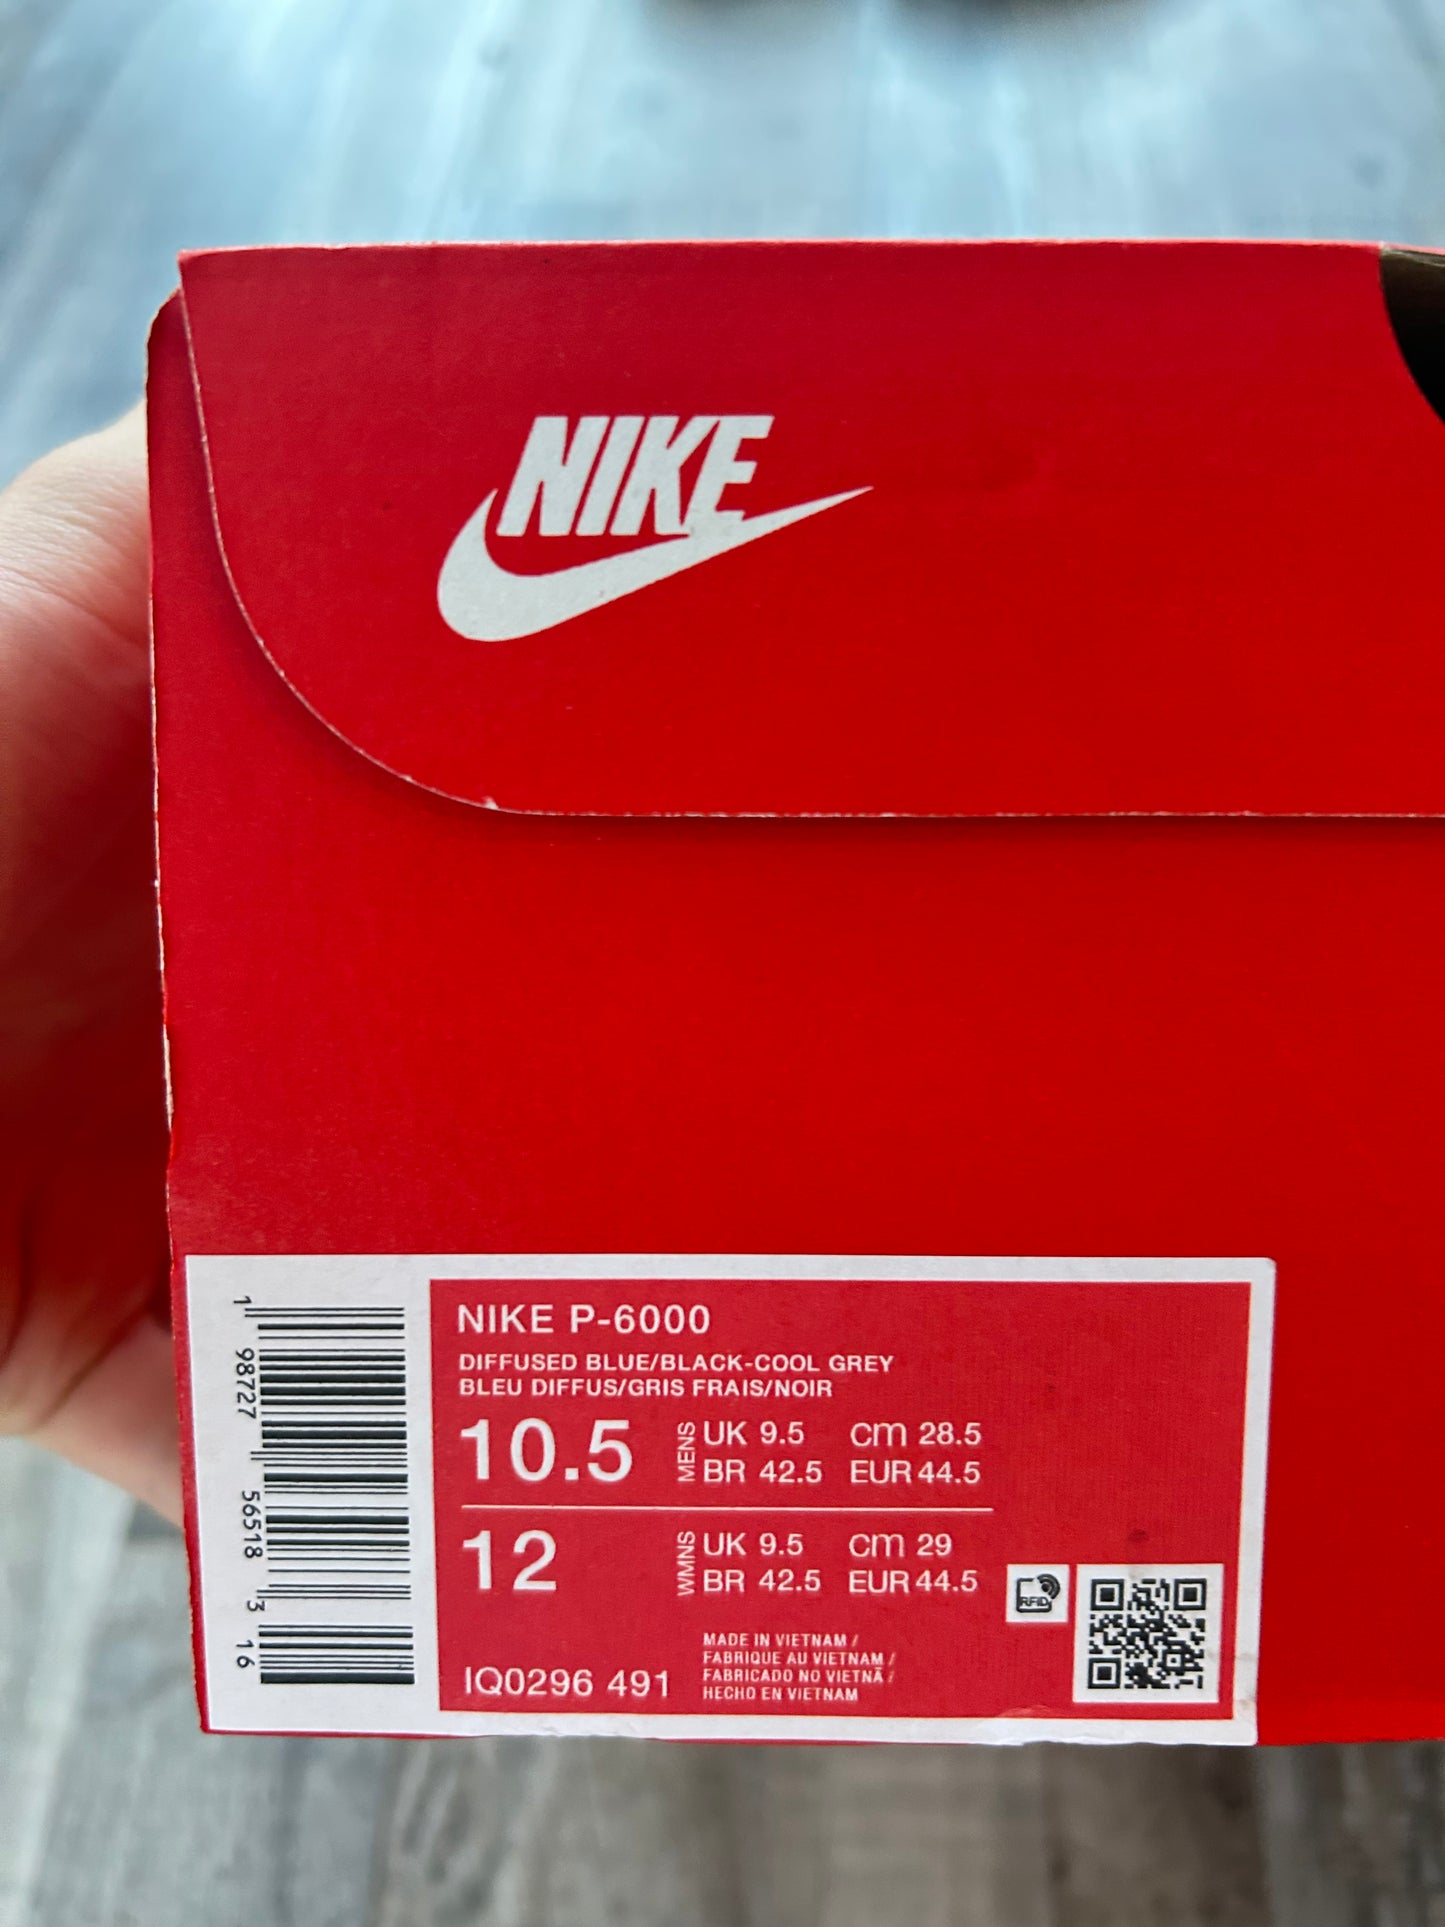 NIKE
NIKE P-6000
DIFFUSED BLUE/BLACK-COOL GREY
BLEU DIFFUS/GRIS FRAIS/NOIR
10.5 MENS UK 9.5 cm 28.5
BR 42.5 EUR 44.5
12 WMNS UK 9.5 cm 29
BR 42.5 EUR 44.5
IQ0296 491
MADE IN VIETNAM /
FABRIQUE AU VIETNAM /
FABRICADO NO VIETNÃ /
HECHO EN VIETNAM
RFID
1 98727 56518 3 16